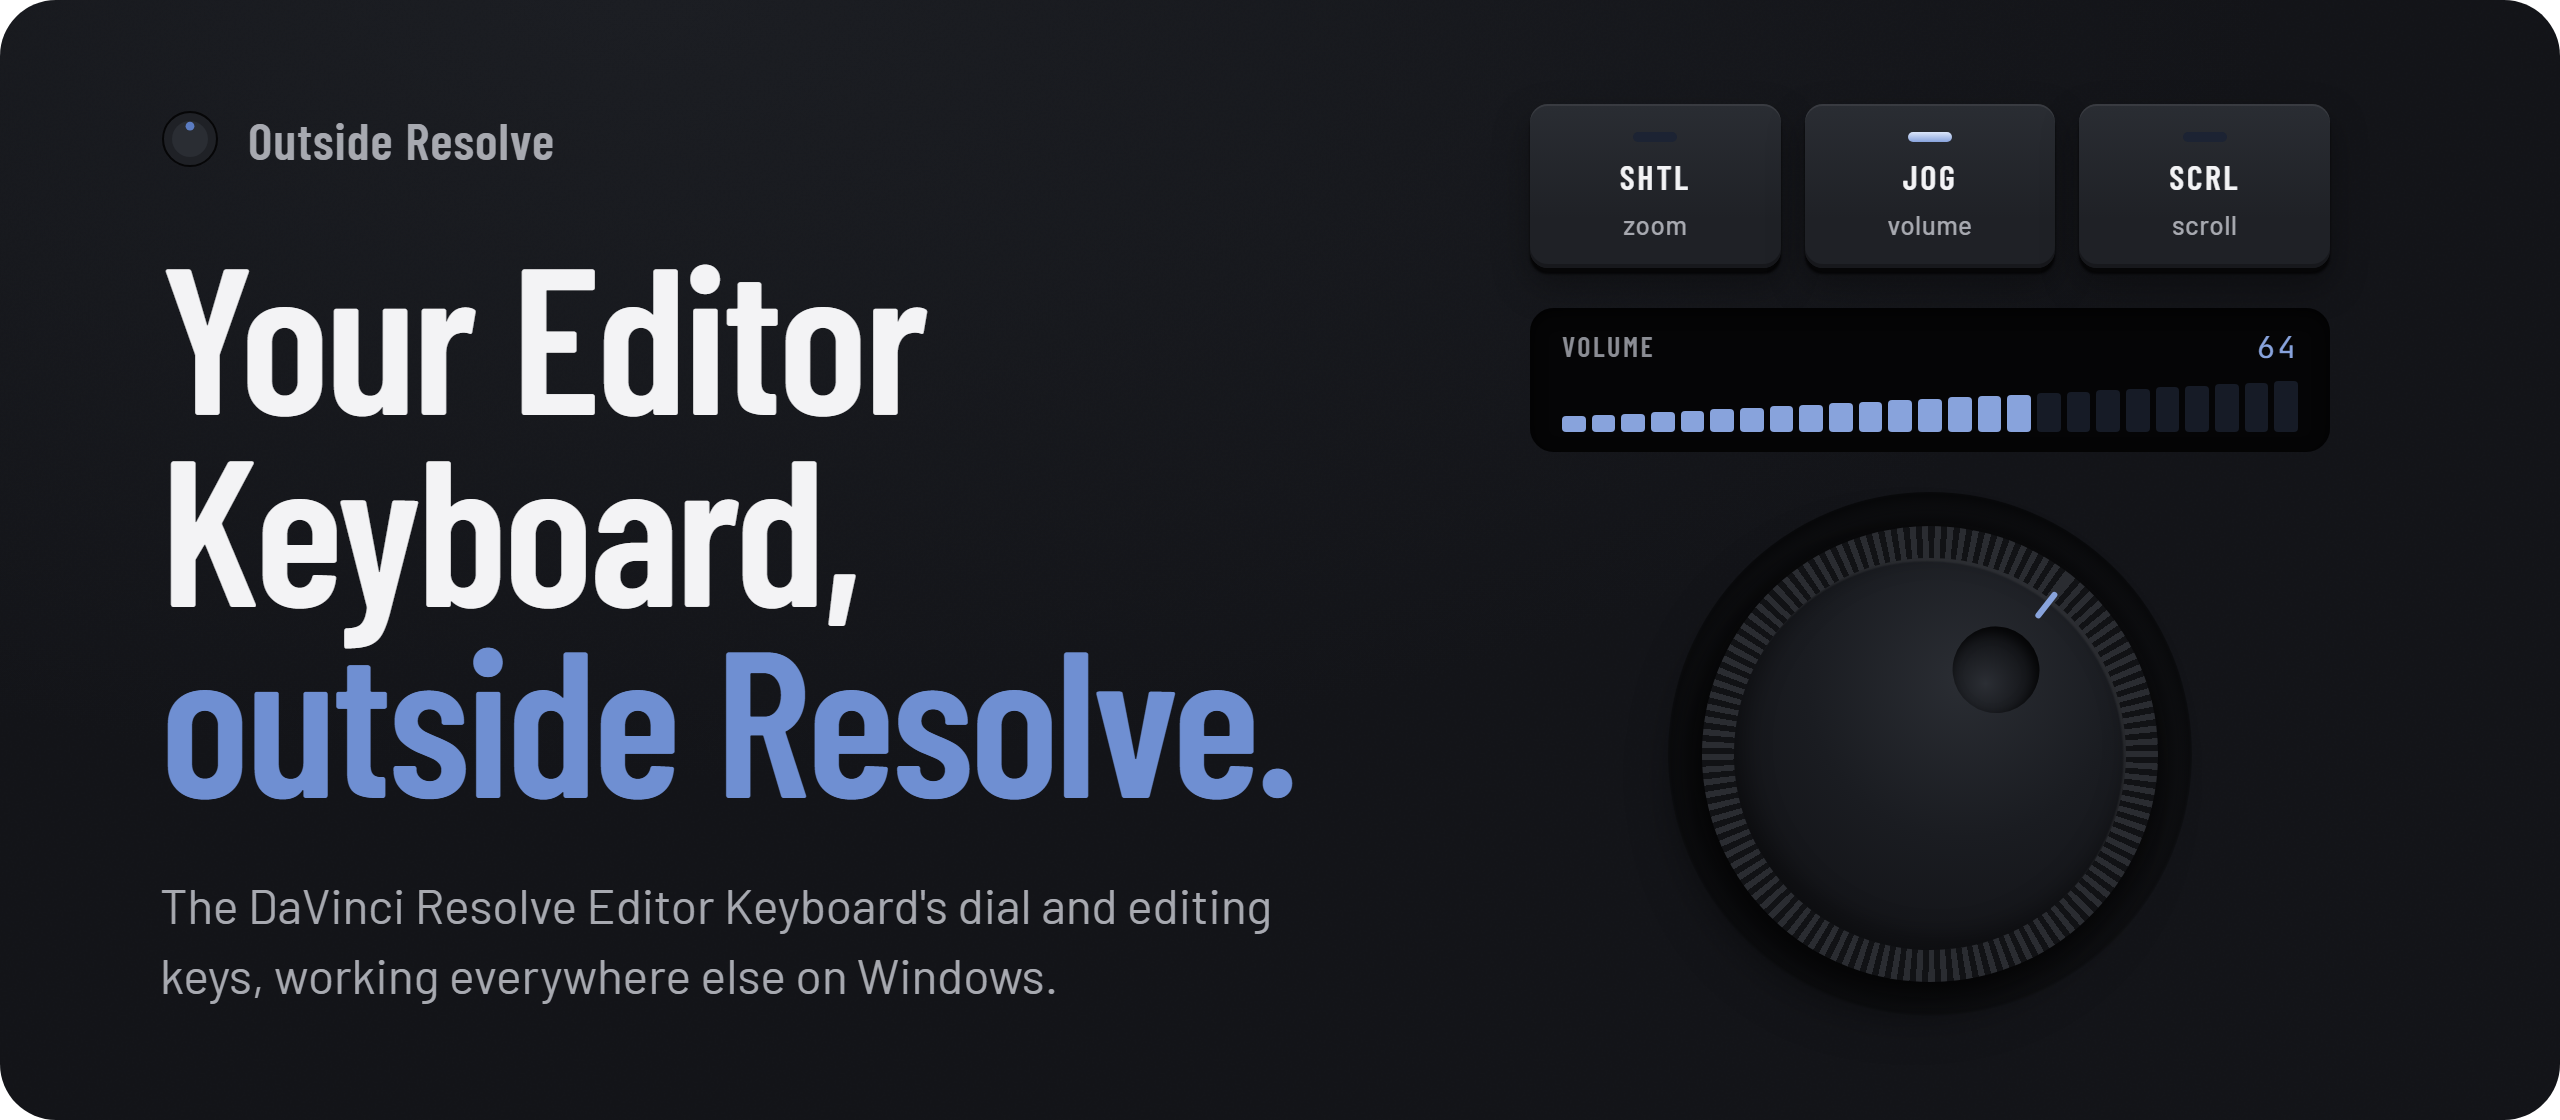 Outside Resolve
Your Editor
Keyboard,
outside Resolve.
The DaVinci Resolve Editor Keyboard's dial and editing
keys, working everywhere else on Windows.
SHTL
zoom
JOG
volume
SCRL
scroll
VOLUME
64